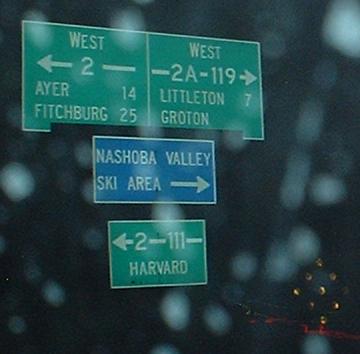 WEST
2
AYER 14
FITCHBURG 25
WEST
2A-119
LITTLETON 7
GROTON
NASHOBA VALLEY
SKI AREA
2-111
HARVARD